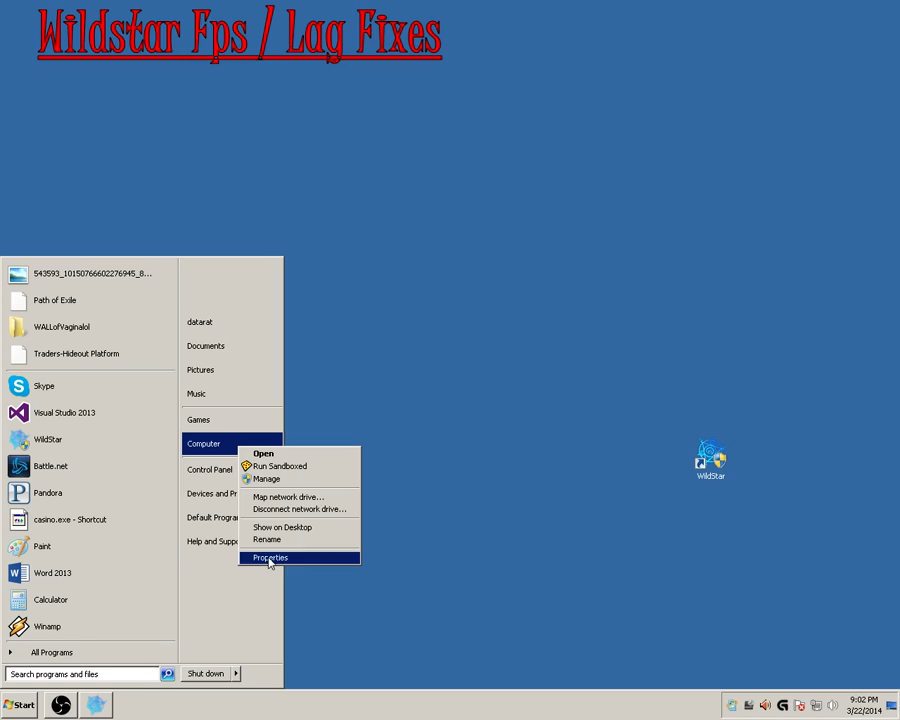 Wildstar Fps / Lag Fixes
543593_10150766602276945_8...
Path of Exile
WALLofVaginalol
Traders-Hideout Platform
Skype
Visual Studio 2013
WildStar
Battle.net
Pandora
casino.exe - Shortcut
Paint
Word 2013
Calculator
Winamp
All Programs
Search programs and files
datarat
Documents
Pictures
Music
Games
Computer
Control Panel
Devices and Pr
Default Progra
Help and Suppo
Shut down
Open
Run Sandboxed
Manage
Map network drive...
Disconnect network drive...
Show on Desktop
Rename
Properties
WildStar
Start
9:02 PM
3/22/2014